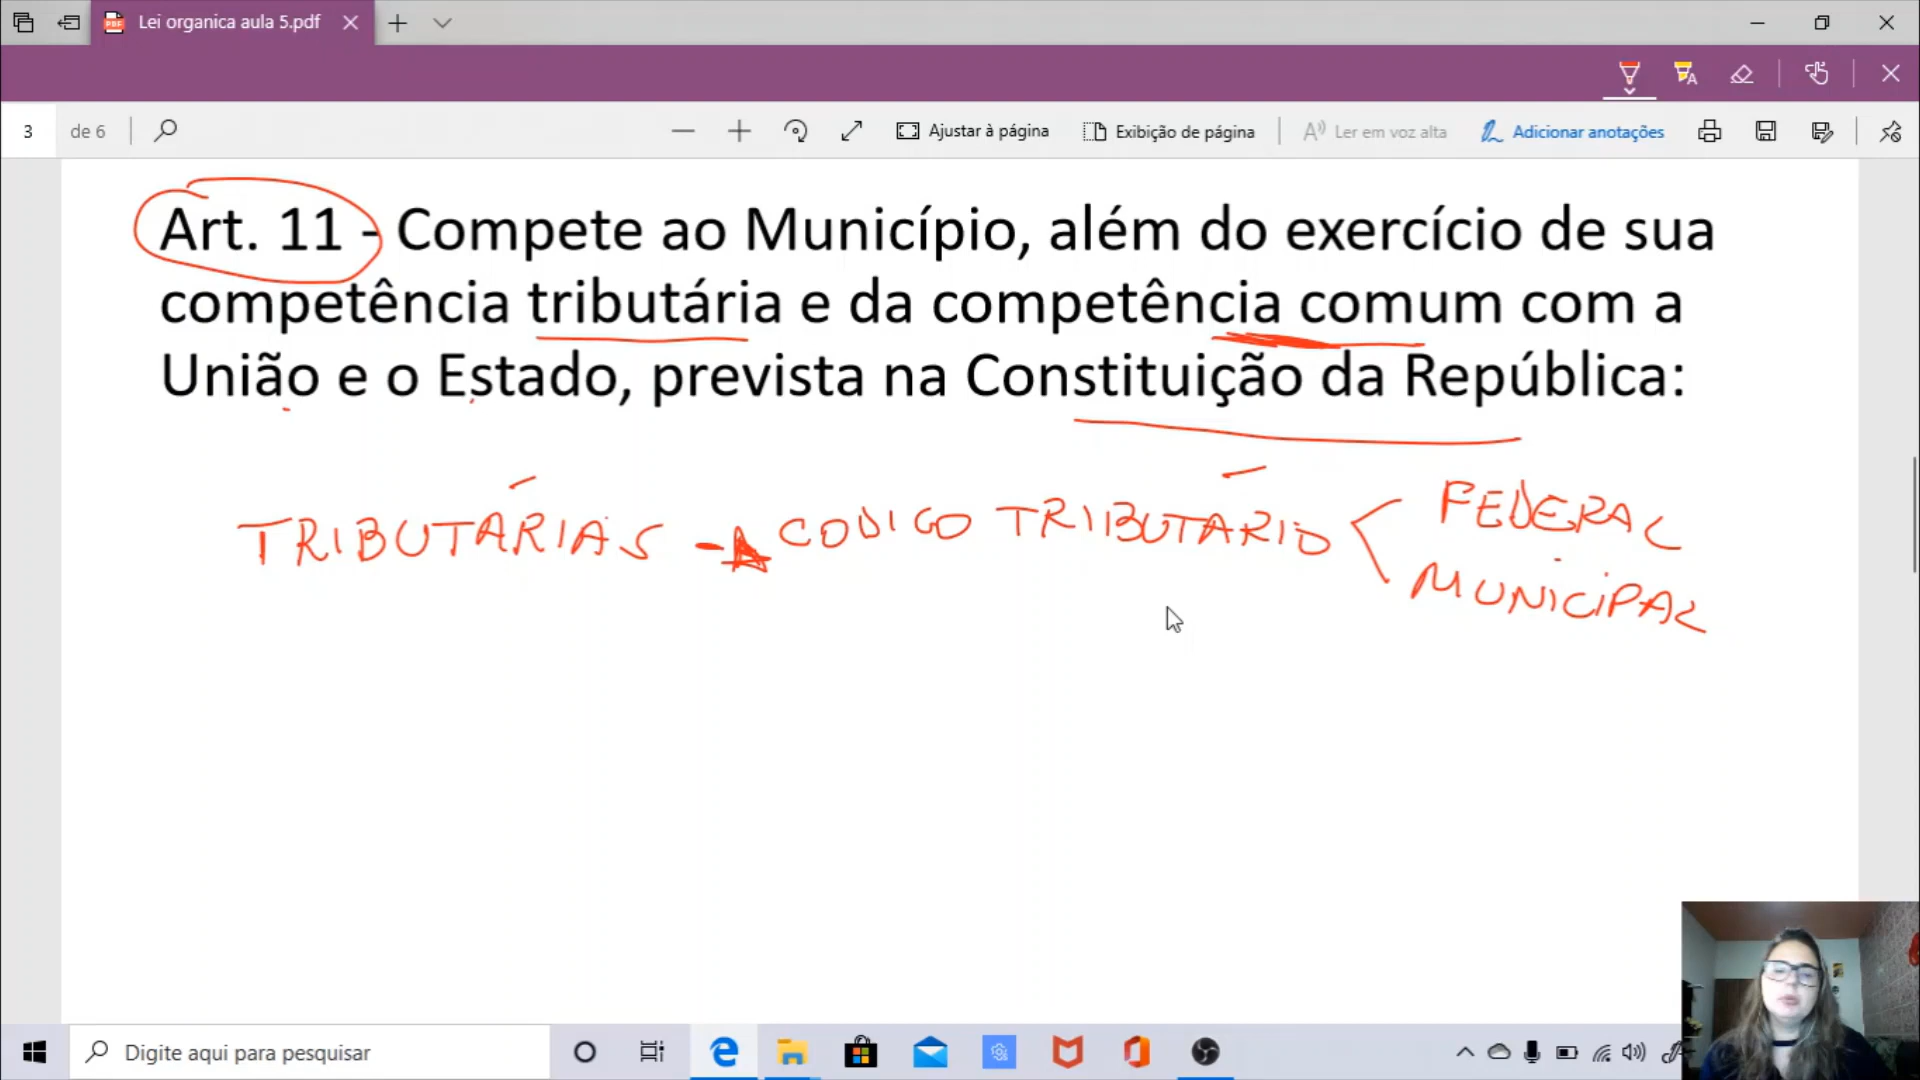 Lei organica aula 5.pdf
3 de 6
Ajustar à página
Exibição de página
Ler em voz alta
Adicionar anotações
Art. 11 - Compete ao Município, além do exercício de sua
competência tributária e da competência comum com a
União e o Estado, prevista na Constituição da República:
TRIBUTÁRIAS → CODIGO TRIBUTÁRIO < FEDERAL
MUNICIPAL
Digite aqui para pesquisar